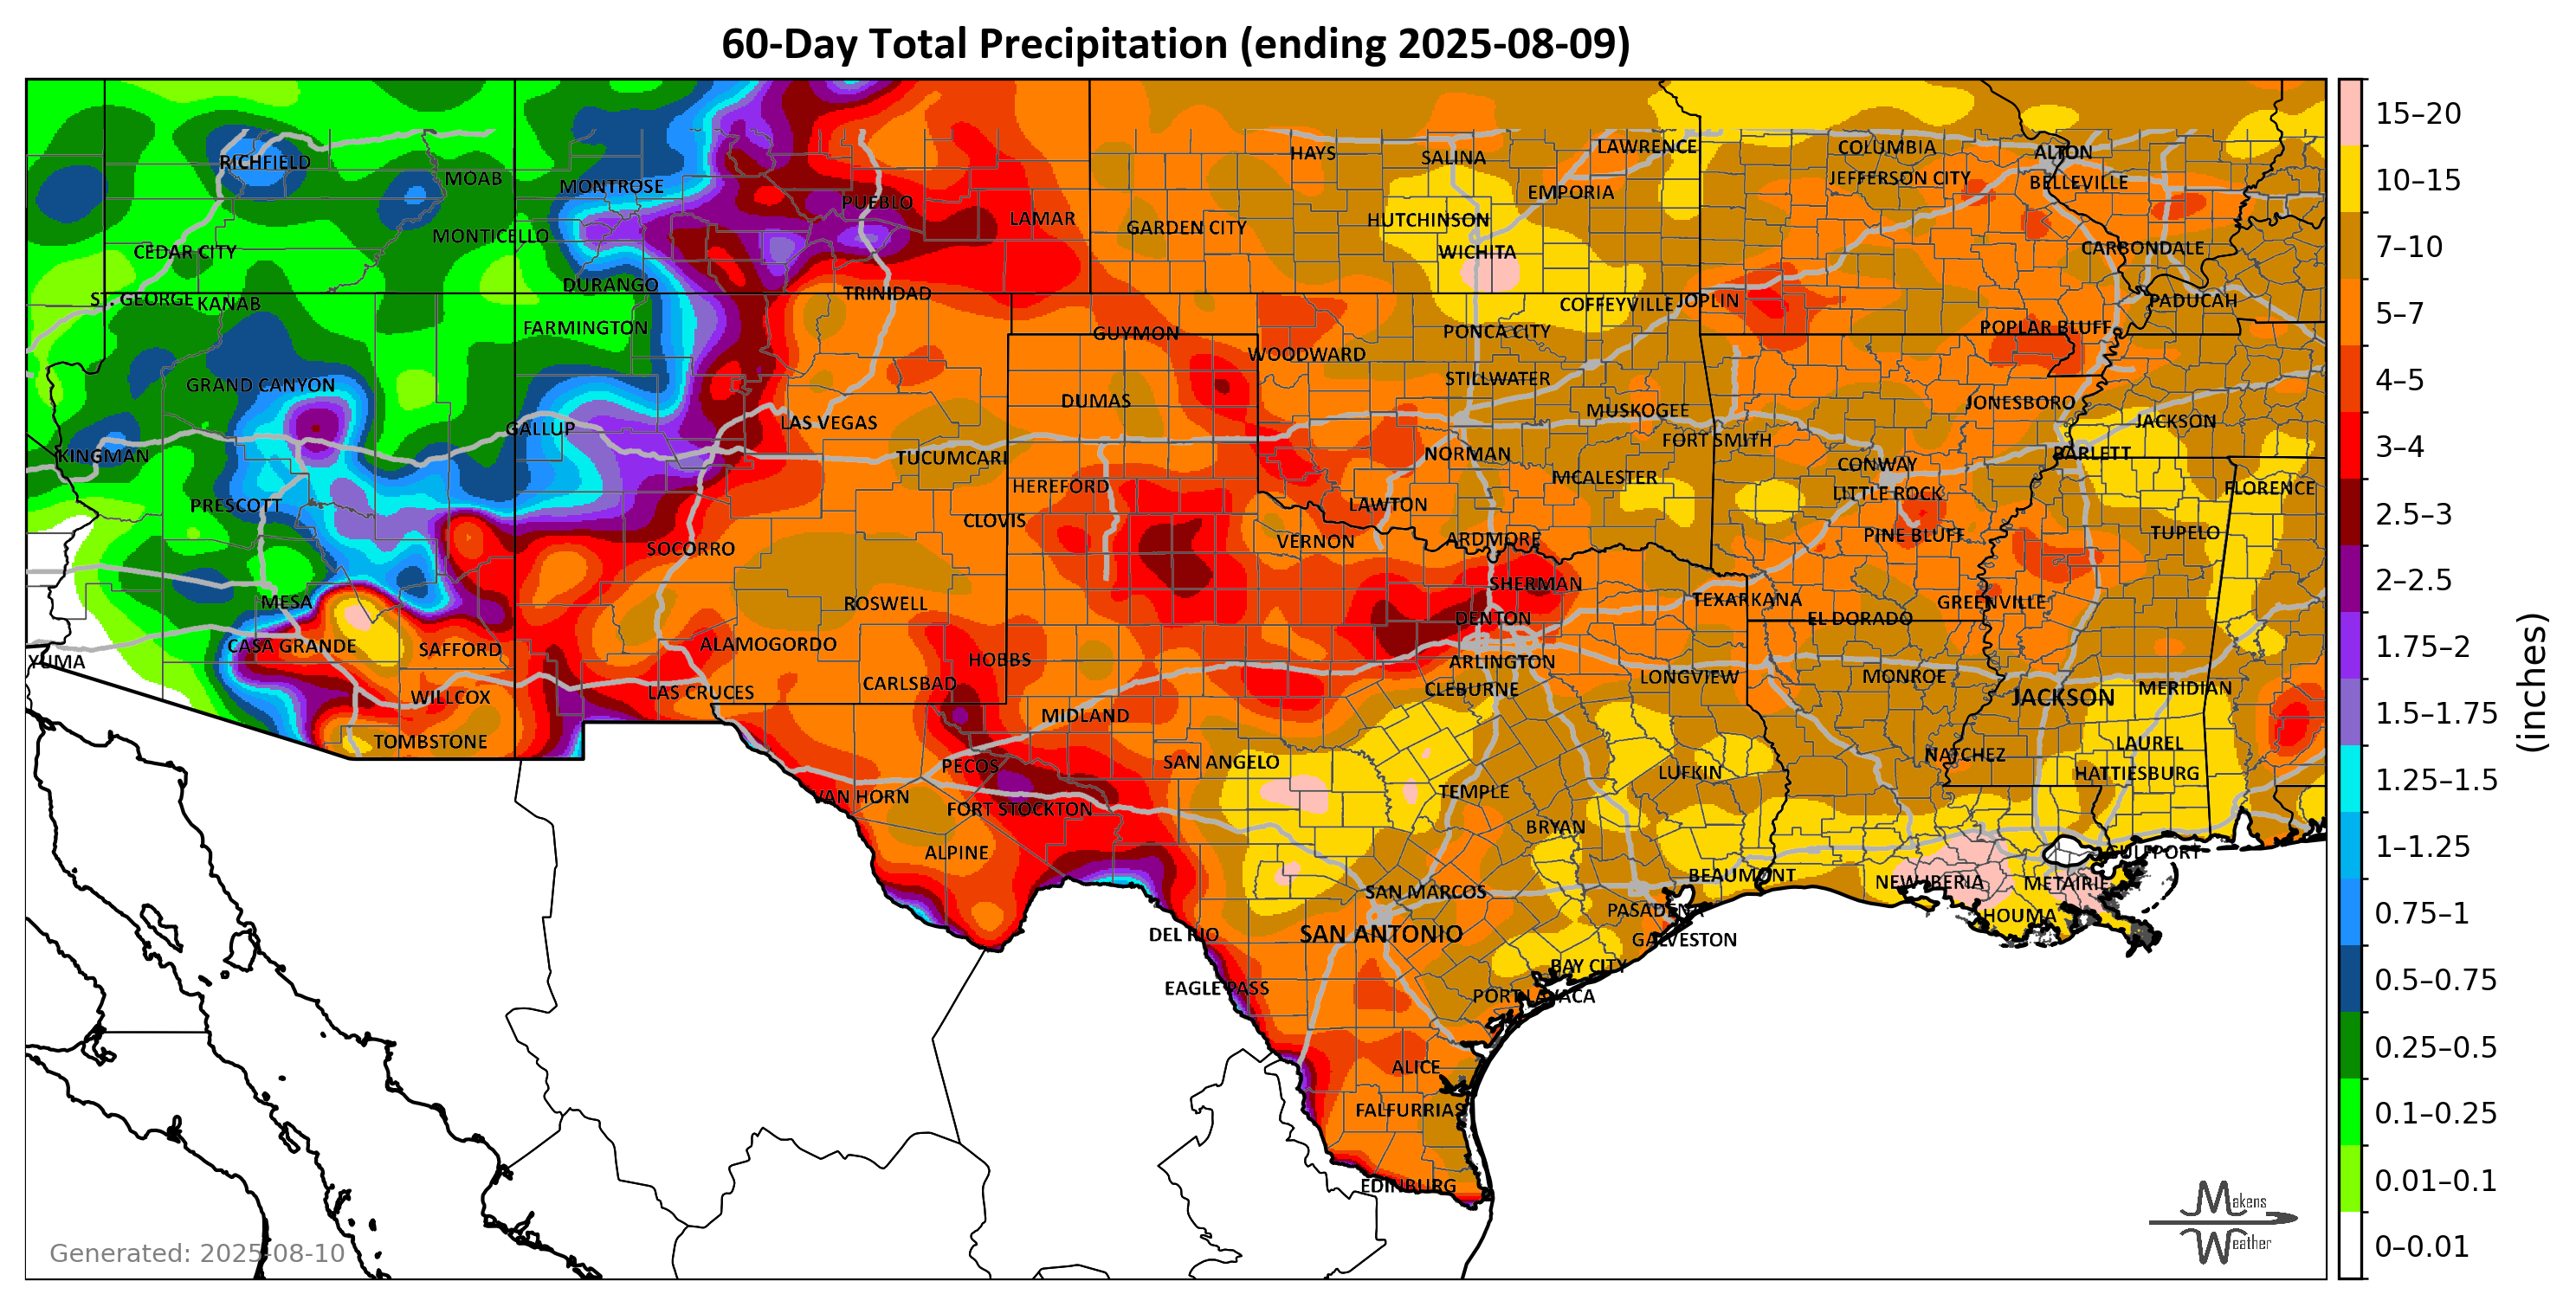 60-Day Total Precipitation (ending 2025-08-09)
HAYS
SALINA
LAWRENCE
COLUMBIA
ALTON
RICHFIELD
MOAB
MONTROSE
EMPORIA
JEFFERSON CITY
BELLEVILLE
PUEBLO
LAMAR
GARDEN CITY
HUTCHINSON
MONTICELLO
CEDAR CITY
WICHITA
CARBONDALE
DURANGO
TRINIDAD
ST. GEORGE
KANAB
COFFEYVILLE
JOPLIN
PADUCAH
FARMINGTON
GUYMON
PONCA CITY
POPLAR BLUFF
WOODWARD
GRAND CANYON
STILLWATER
DUMAS
MUSKOGEE
JONESBORO
GALLUP
LAS VEGAS
JACKSON
FORT SMITH
KINGMAN
TUCUMCARI
NORMAN
BARTLETT
CONWAY
HEREFORD
MCALESTER
FLORENCE
PRESCOTT
LAWTON
LITTLE ROCK
CLOVIS
PINE BLUFF
TUPELO
SOCORRO
VERNON
ARDMORE
SHERMAN
MESA
ROSWELL
TEXARKANA
GREENVILLE
DENTON
EL DORADO
CASA GRANDE
SAFFORD
ALAMOGORDO
YUMA
HOBBS
ARLINGTON
LONGVIEW
MONROE
WILLCOX
LAS CRUCES
CARLSBAD
CLEBURNE
JACKSON
MERIDIAN
MIDLAND
TOMBSTONE
LAUREL
NATCHEZ
PECOS
SAN ANGELO
LUFKIN
HATTIESBURG
VAN HORN
FORT STOCKTON
TEMPLE
BRYAN
ALPINE
GULFPORT
BEAUMONT
NEW IBERIA
METAIRIE
SAN MARCOS
PASADENA
HOUMA
DEL RIO
SAN ANTONIO
GALVESTON
BAY CITY
EAGLE PASS
PORT LAVACA
ALICE
FALFURRIAS
EDINBURG
Generated: 2025-08-10
Makens
Weather
15–20
10–15
7–10
5–7
4–5
3–4
2.5–3
2–2.5
1.75–2
1.5–1.75
1.25–1.5
1–1.25
0.75–1
0.5–0.75
0.25–0.5
0.1–0.25
0.01–0.1
0–0.01
(inches)